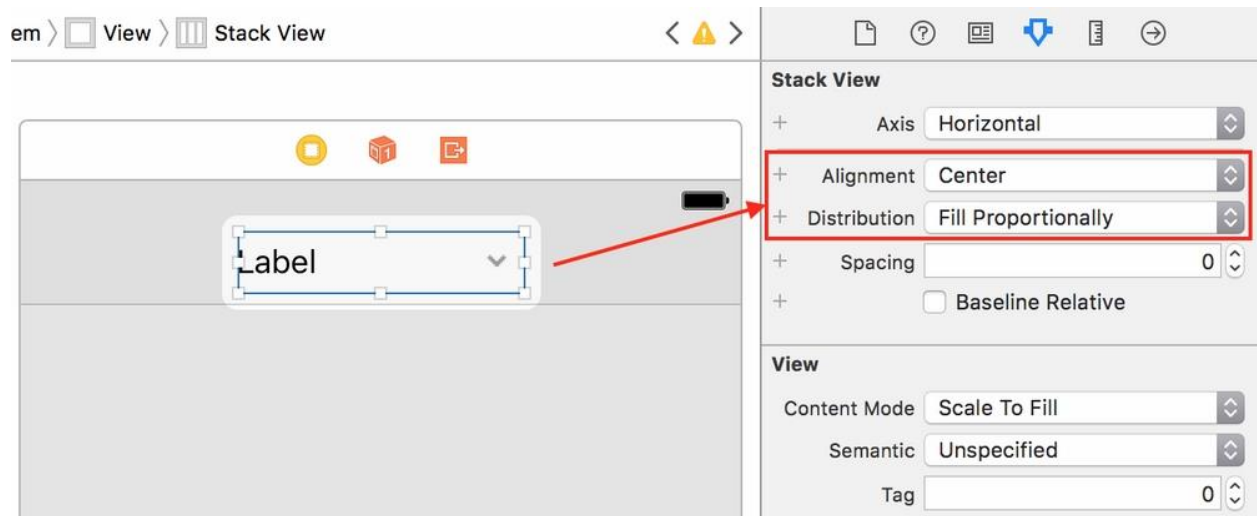 em › View › Stack View
Stack View
Axis Horizontal
Alignment Center
Distribution Fill Proportionally
Spacing 0
Baseline Relative
Label
View
Content Mode Scale To Fill
Semantic Unspecified
Tag 0